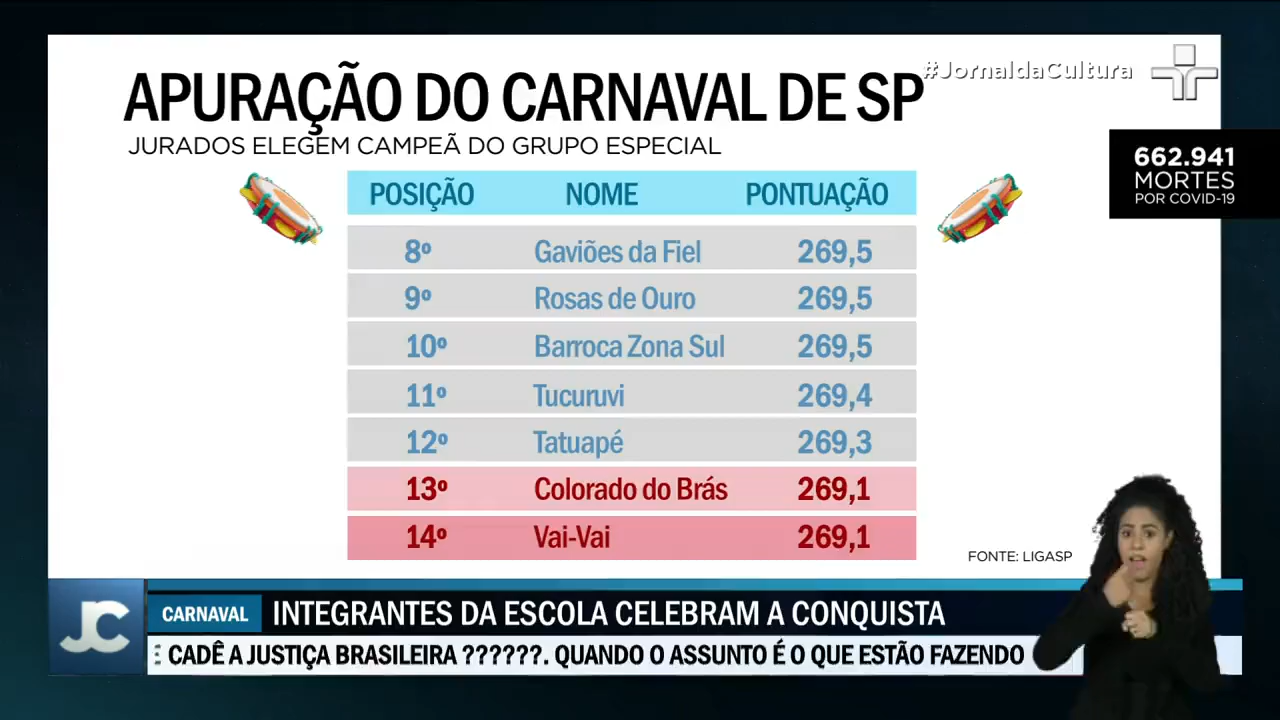 APURAÇÃO DO CARNAVAL DE SP
#JornaldaCultura
JURADOS ELEGEM CAMPEÃ DO GRUPO ESPECIAL
662.941
MORTES
POR COVID-19
POSIÇÃO NOME PONTUAÇÃO
8º Gaviões da Fiel 269,5
9º Rosas de Ouro 269,5
10º Barroca Zona Sul 269,5
11º Tucuruvi 269,4
12º Tatuapé 269,3
13º Colorado do Brás 269,1
14º Vai-Vai 269,1
FONTE: LIGASP
JC
CARNAVAL INTEGRANTES DA ESCOLA CELEBRAM A CONQUISTA
CADÊ A JUSTIÇA BRASILEIRA ??????. QUANDO O ASSUNTO É O QUE ESTÃO FAZENDO